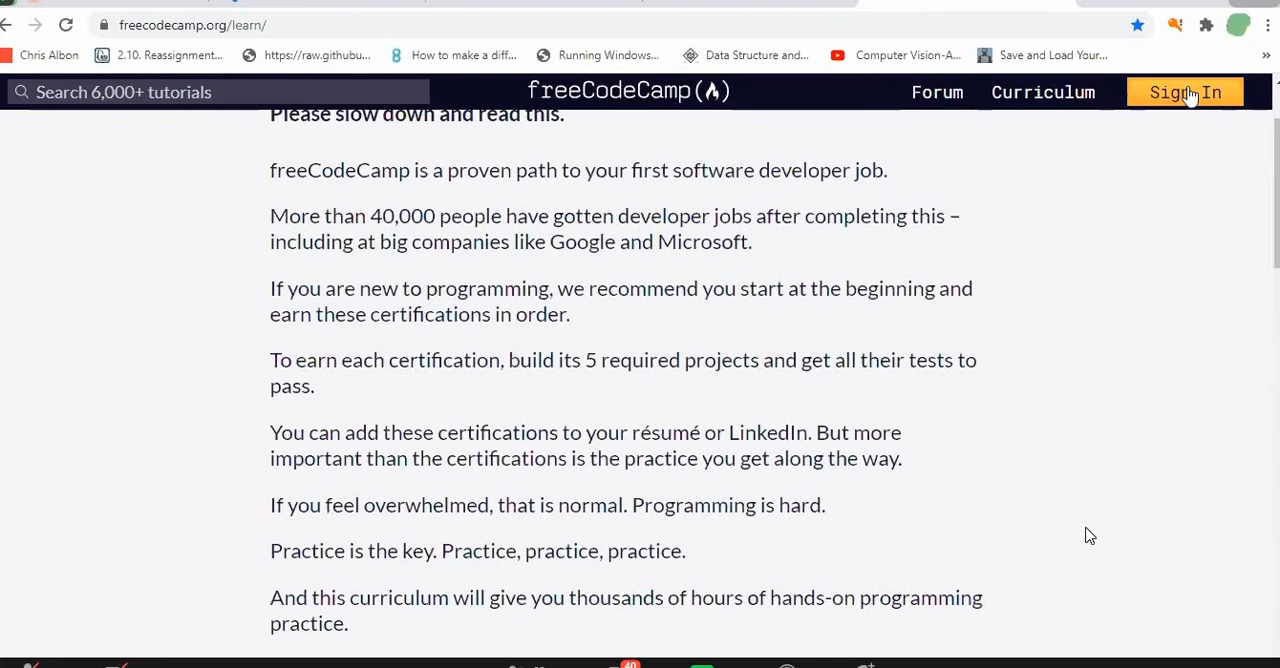 freecodecamp.org/learn/
Chris Albon 2.10. Reassignment... https://raw.githubu... How to make a diff... Running Windows... Data Structure and... Computer Vision-A... Save and Load Your... »
Search 6,000+ tutorials freeCodeCamp Forum Curriculum Sign In
Please slow down and read this.
freeCodeCamp is a proven path to your first software developer job.
More than 40,000 people have gotten developer jobs after completing this –
including at big companies like Google and Microsoft.
If you are new to programming, we recommend you start at the beginning and
earn these certifications in order.
To earn each certification, build its 5 required projects and get all their tests to
pass.
You can add these certifications to your résumé or LinkedIn. But more
important than the certifications is the practice you get along the way.
If you feel overwhelmed, that is normal. Programming is hard.
Practice is the key. Practice, practice, practice.
And this curriculum will give you thousands of hours of hands-on programming
practice.
40